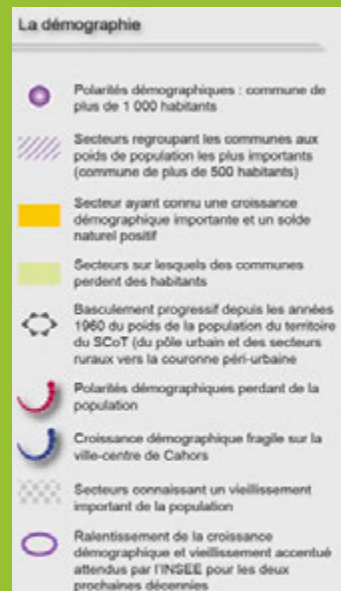 La démographie
Polarités démographiques : commune de
plus de 1 000 habitants
Secteurs regroupant les communes aux
poids de population les plus importants
(commune de plus de 500 habitants)
Secteur ayant connu une croissance
démographique importante et un solde
naturel positif
Secteurs sur lesquels des communes
perdent des habitants
Basculement progressif depuis les années
1960 du poids de la population du territoire
du SCoT (du pôle urbain et des secteurs
ruraux vers la couronne péri-urbaine
Polarités démographiques perdant de la
population
Croissance démographique fragile sur la
ville-centre de Cahors
Secteurs connaissant un vieillissement
important de la population
Ralentissement de la croissance
démographique et vieillissement accentué
attendus par l'INSEE pour les deux
prochaines décennies